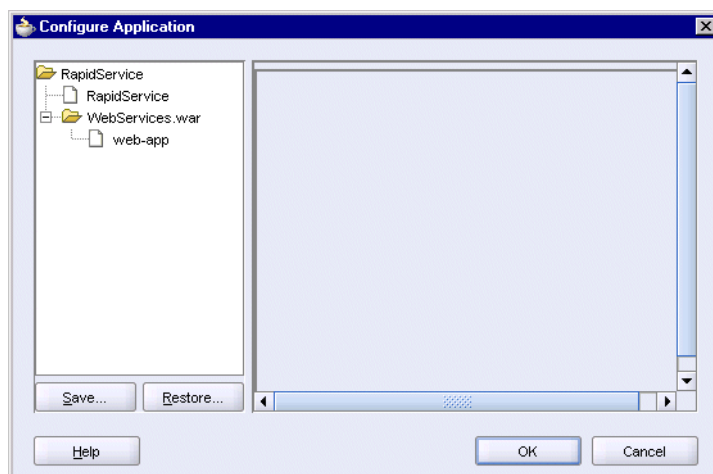 Configure Application
RapidService
RapidService
WebServices.war
web-app
Save... Restore...
Help OK Cancel